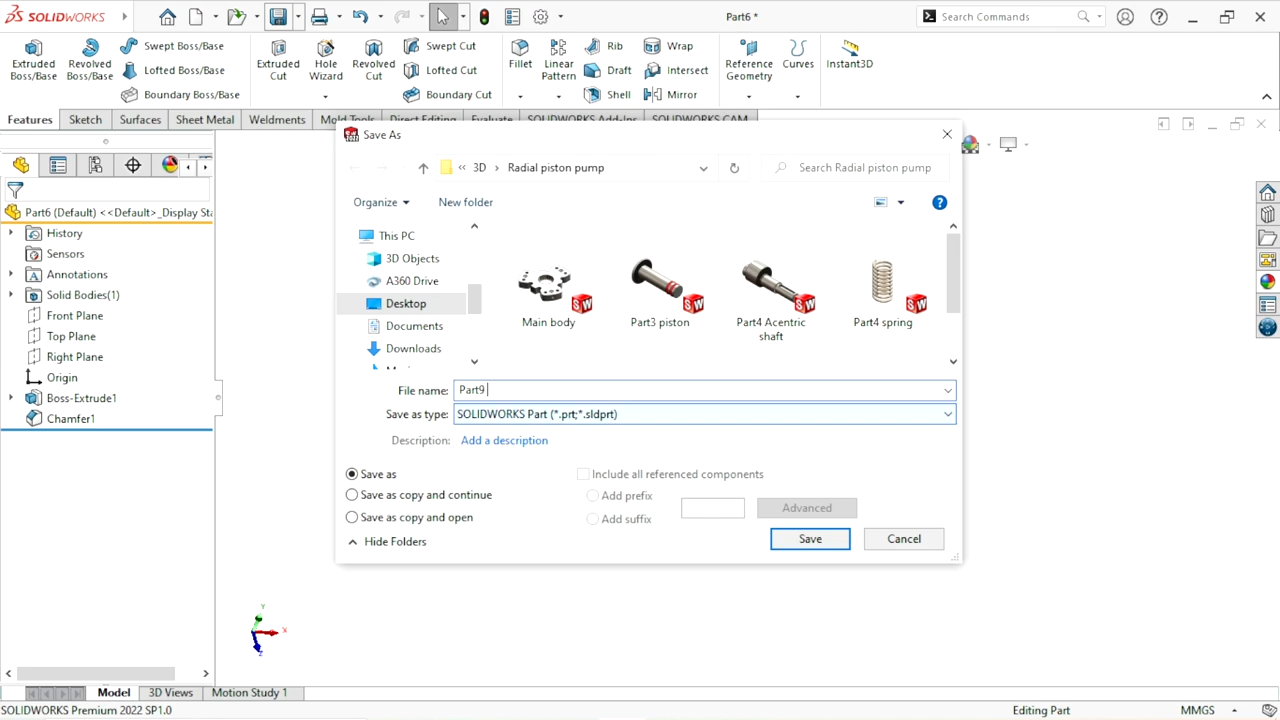 SOLIDWORKS
Part6 *
Search Commands
Extruded Boss/Base
Revolved Boss/Base
Swept Boss/Base
Lofted Boss/Base
Boundary Boss/Base
Extruded Cut
Hole Wizard
Revolved Cut
Swept Cut
Lofted Cut
Boundary Cut
Fillet
Linear Pattern
Rib
Draft
Shell
Wrap
Intersect
Mirror
Reference Geometry
Curves
Instant3D
Features
Sketch
Surfaces
Sheet Metal
Weldments
Mold Tools
Direct Editing
Evaluate
SOLIDWORKS Add-Ins
SOLIDWORKS CAM
Save As
« 3D › Radial piston pump
Search Radial piston pump
Organize
New folder
This PC
3D Objects
A360 Drive
Desktop
Documents
Downloads
Main body
Part3 piston
Part4 Acentric
shaft
Part4 spring
File name: Part9
Save as type: SOLIDWORKS Part (*.prt;*.sldprt)
Description: Add a description
Save as
Save as copy and continue
Save as copy and open
Include all referenced components
Add prefix
Add suffix
Advanced
Hide Folders
Save
Cancel
Part6 (Default) <<Default>_Display Sta
History
Sensors
Annotations
Solid Bodies(1)
Front Plane
Top Plane
Right Plane
Origin
Boss-Extrude1
Chamfer1
Y
X
Z
Model
3D Views
Motion Study 1
SOLIDWORKS Premium 2022 SP1.0
Editing Part
MMGS